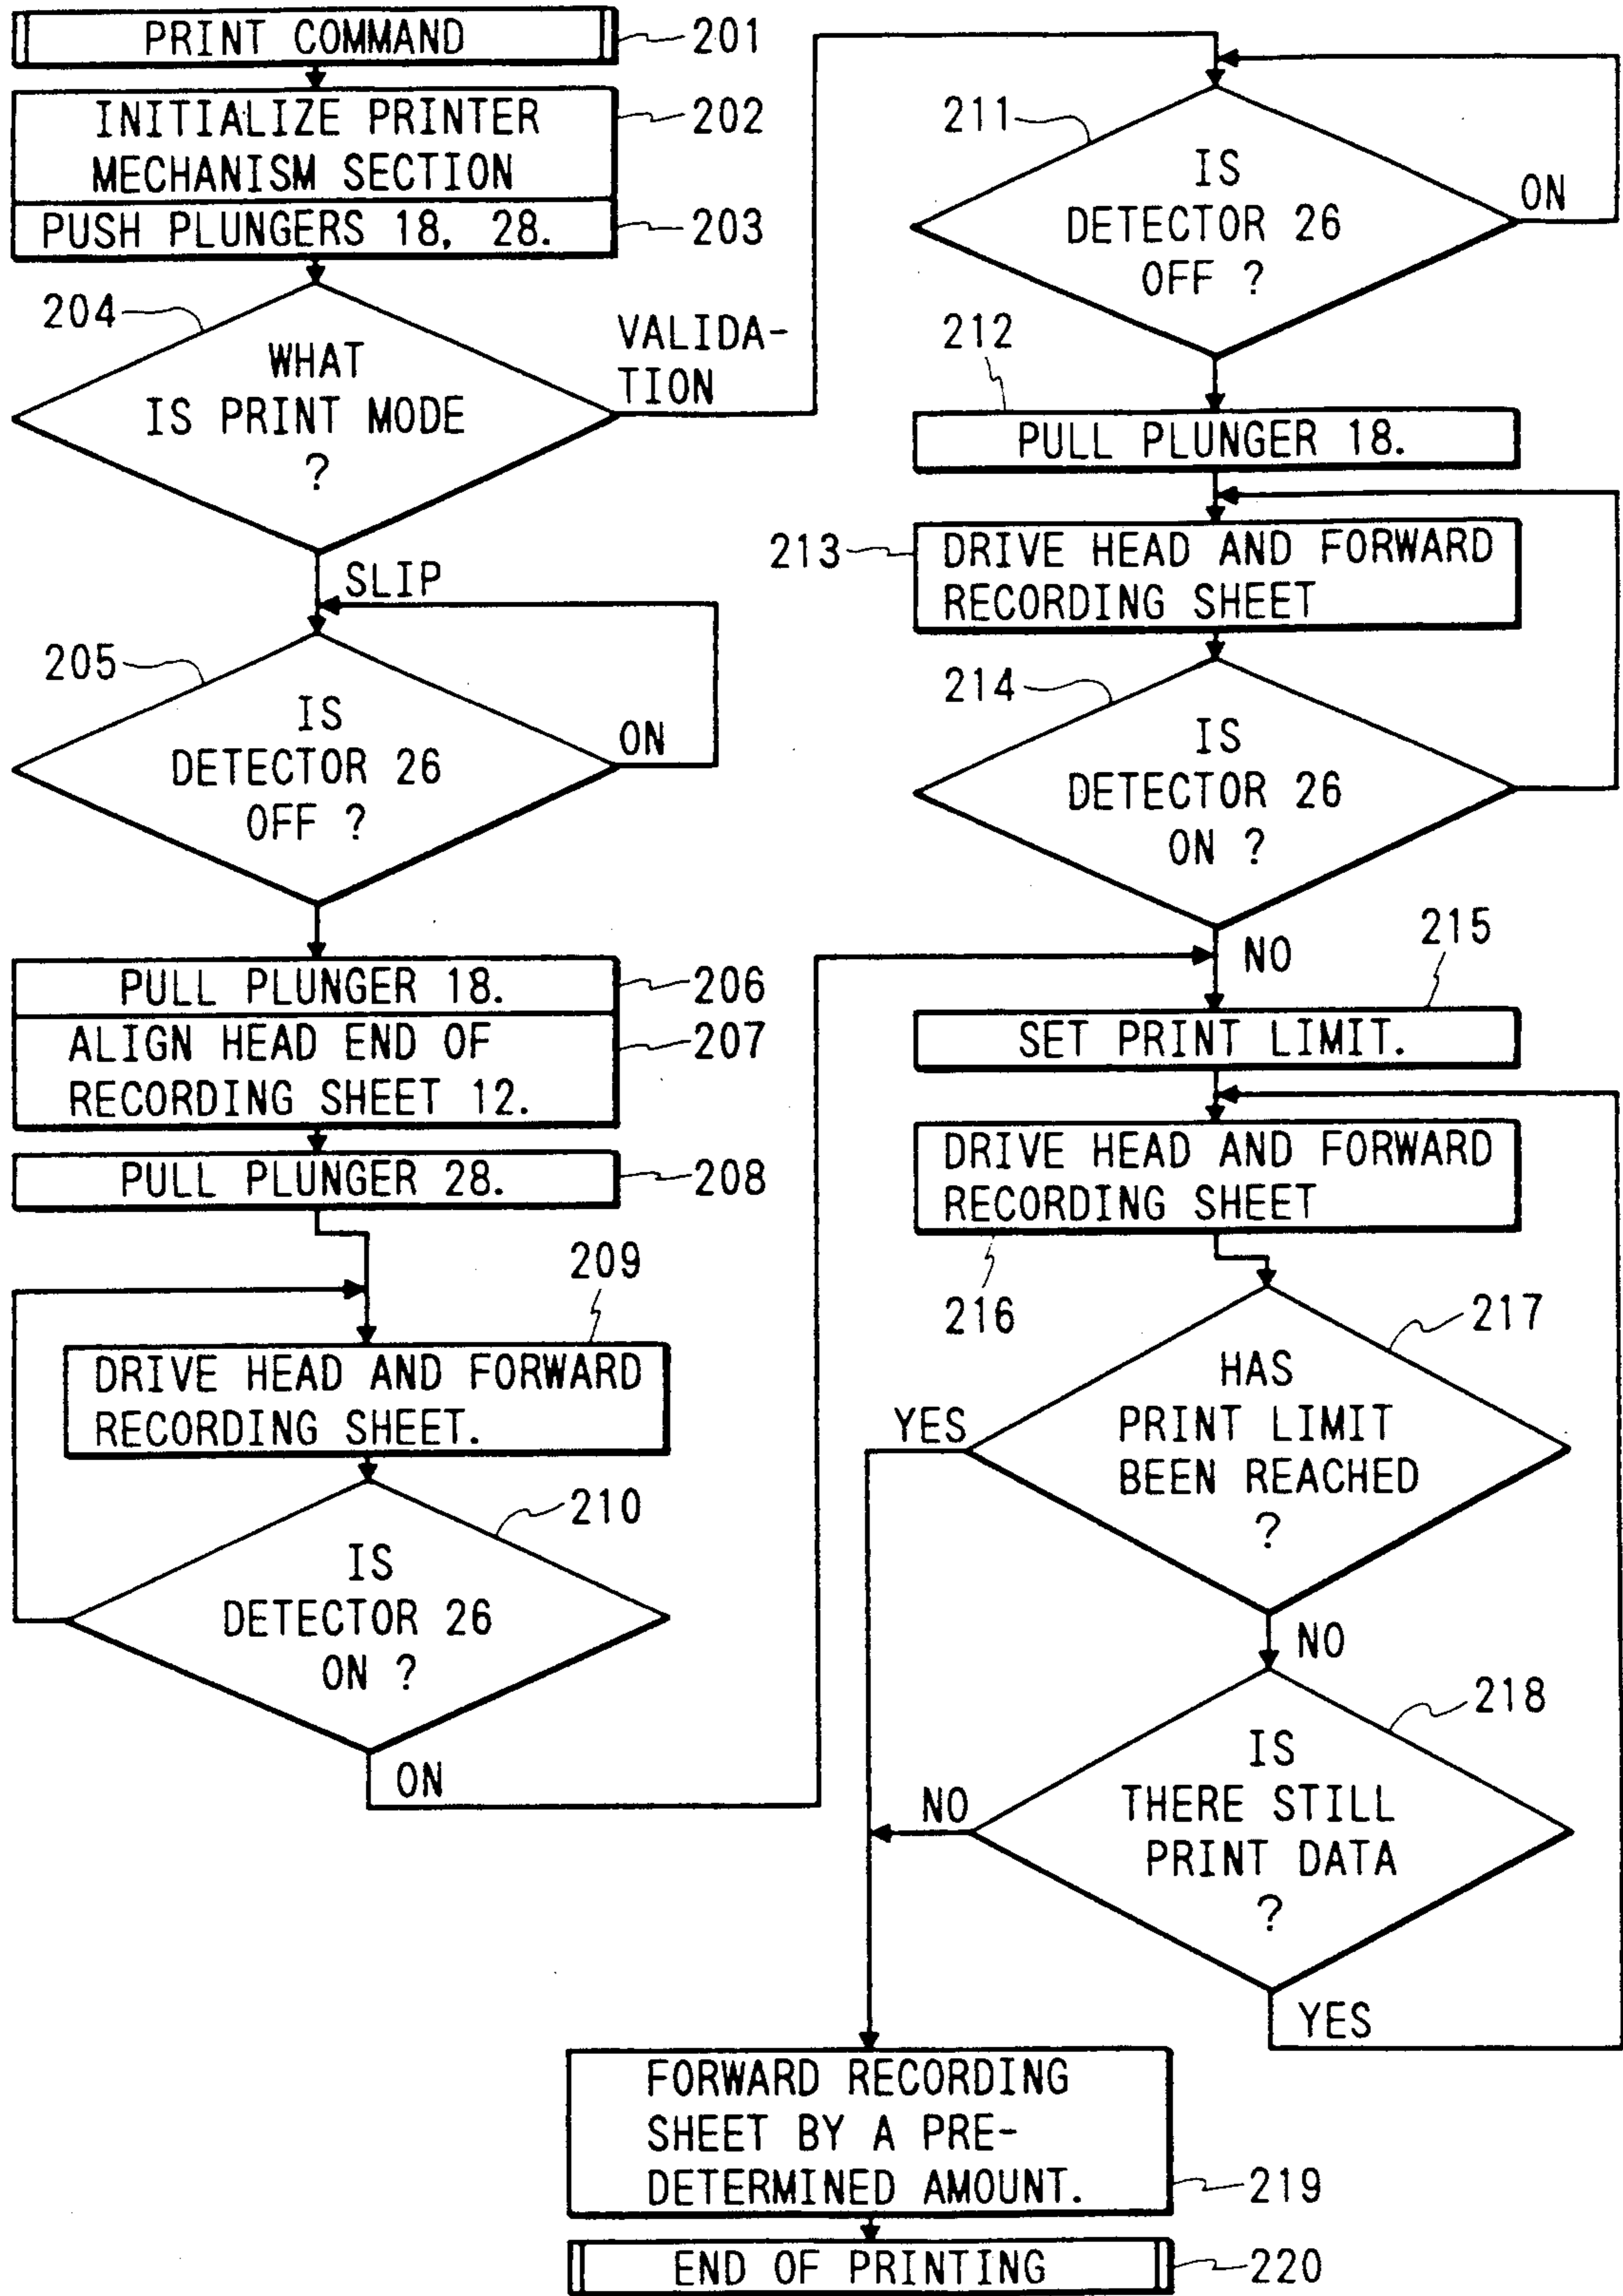 PRINT COMMAND
201
INITIALIZE PRINTER
MECHANISM SECTION
202
PUSH PLUNGERS 18, 28.
203
204
WHAT
IS PRINT MODE
?
VALIDA-
TION
SLIP
205
IS
DETECTOR 26
OFF ?
ON
PULL PLUNGER 18.
206
ALIGN HEAD END OF
RECORDING SHEET 12.
207
PULL PLUNGER 28.
208
209
DRIVE HEAD AND FORWARD
RECORDING SHEET.
210
IS
DETECTOR 26
ON ?
ON
211
IS
DETECTOR 26
OFF ?
ON
212
PULL PLUNGER 18.
213
DRIVE HEAD AND FORWARD
RECORDING SHEET
214
IS
DETECTOR 26
ON ?
NO
215
SET PRINT LIMIT.
DRIVE HEAD AND FORWARD
RECORDING SHEET
216
217
HAS
PRINT LIMIT
BEEN REACHED
?
YES
NO
218
IS
THERE STILL
PRINT DATA
?
NO
YES
FORWARD RECORDING
SHEET BY A PRE-
DETERMINED AMOUNT.
219
END OF PRINTING
220